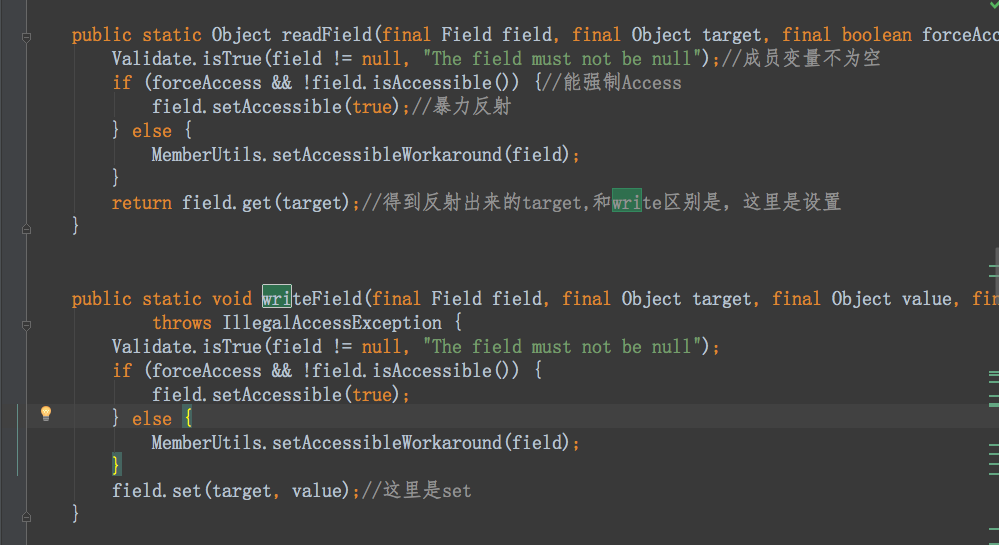 public static Object readField(final Field field, final Object target, final boolean forceAcc
Validate.isTrue(field != null, "The field must not be null");//成员变量不为空
if (forceAccess && !field.isAccessible()) {//能强制Access
field.setAccessible(true);//暴力反射
} else {
MemberUtils.setAccessibleWorkaround(field);
}
return field.get(target);//得到反射出来的target,和write区别是，这里是设置
}
public static void writeField(final Field field, final Object target, final Object value, fin
throws IllegalAccessException {
Validate.isTrue(field != null, "The field must not be null");
if (forceAccess && !field.isAccessible()) {
field.setAccessible(true);
} else {
MemberUtils.setAccessibleWorkaround(field);
}
field.set(target, value);//这里是set
}